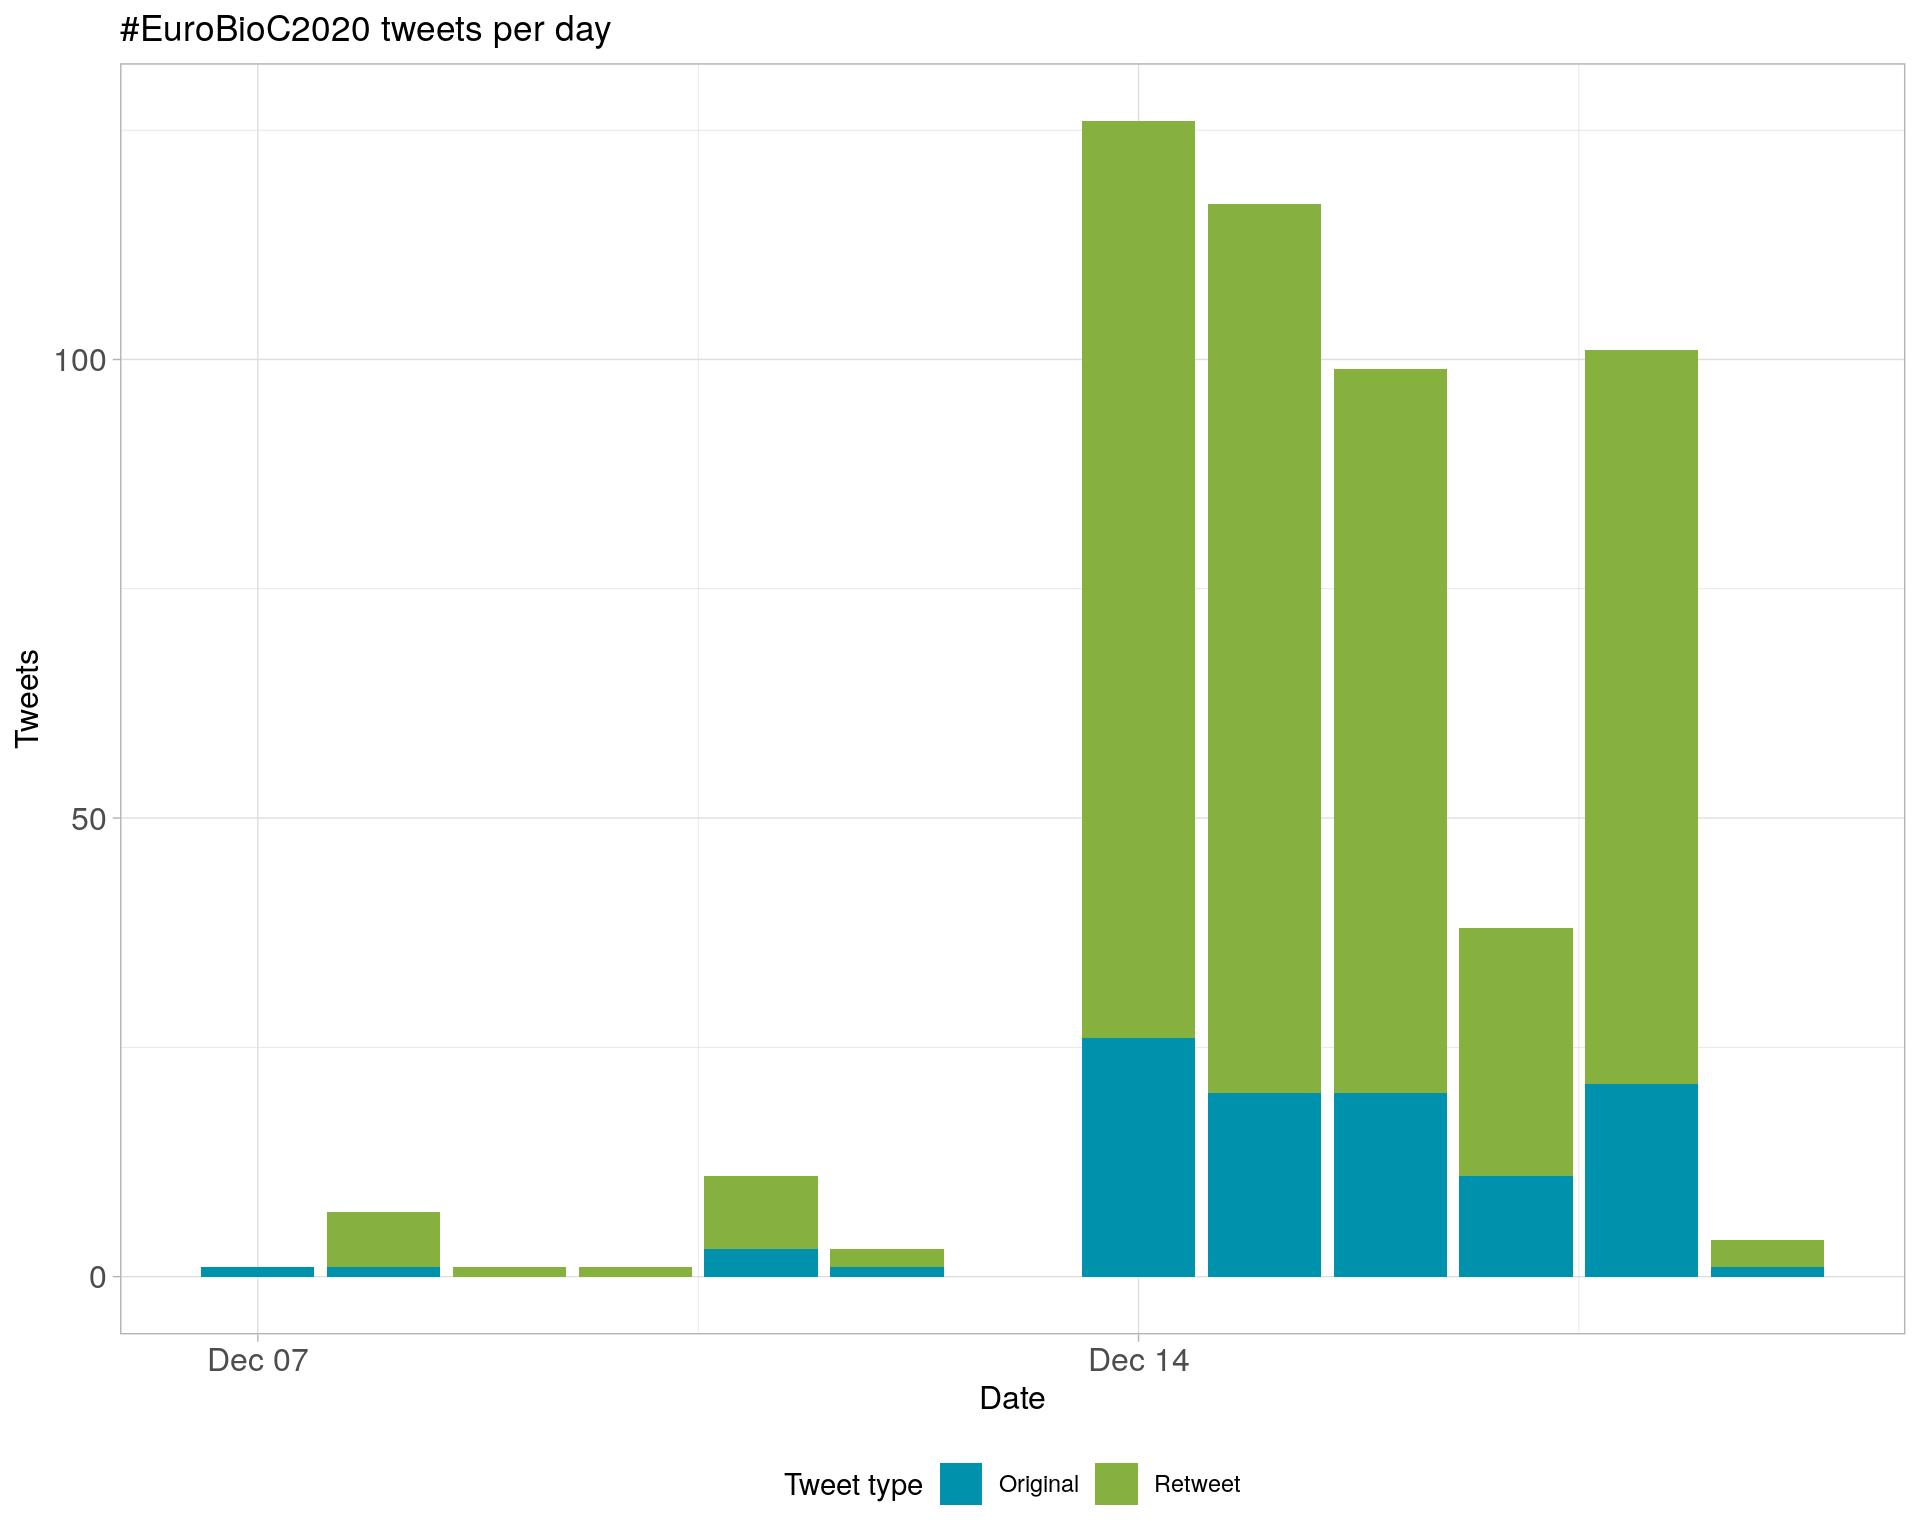 #EuroBioC2020 tweets per day
Tweets
100
50
0
Dec 07
Dec 14
Date
Tweet type
Original
Retweet